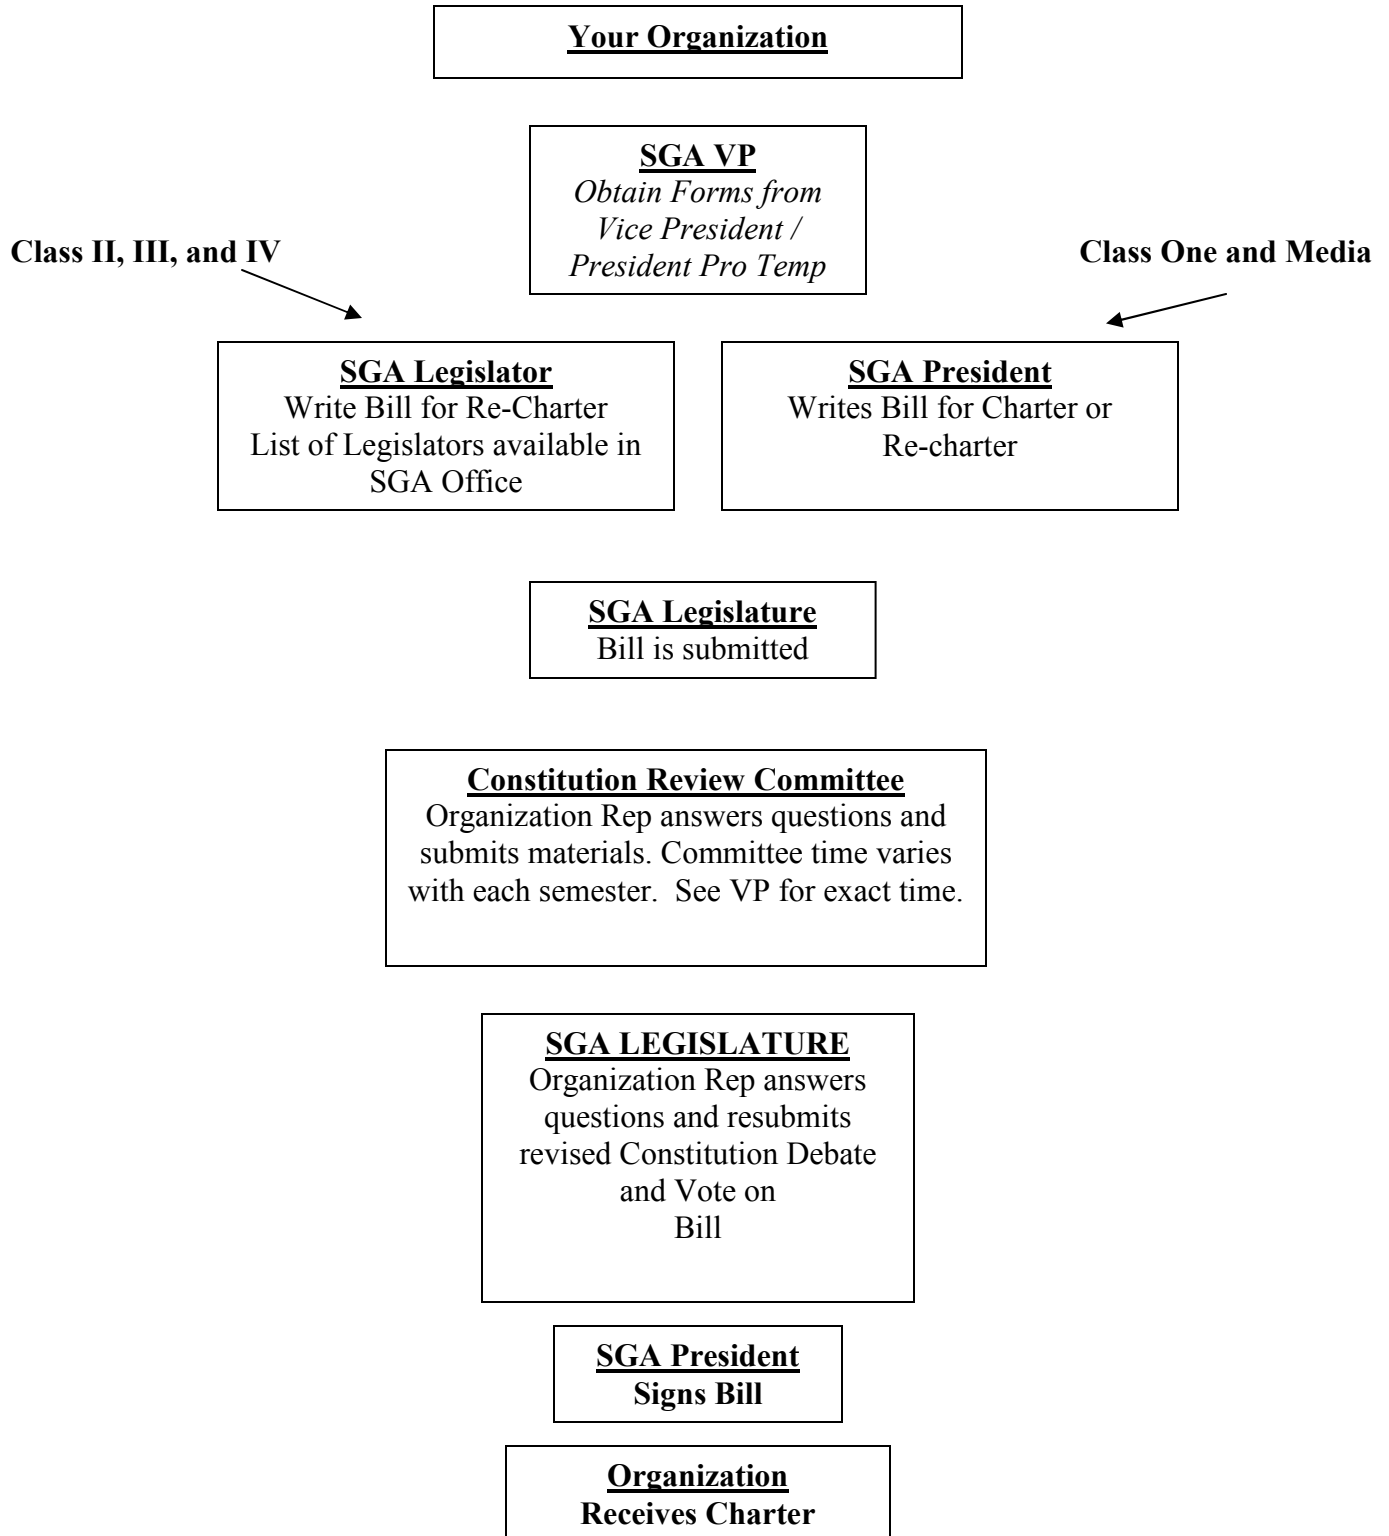 Your Organization
SGA VP
Obtain Forms from
Vice President /
President Pro Temp
Class II, III, and IV
Class One and Media
SGA Legislator
Write Bill for Re-Charter
List of Legislators available in
SGA Office
SGA President
Writes Bill for Charter or
Re-charter
SGA Legislature
Bill is submitted
Constitution Review Committee
Organization Rep answers questions and
submits materials. Committee time varies
with each semester.  See VP for exact time.
SGA LEGISLATURE
Organization Rep answers
questions and resubmits
revised Constitution Debate
and Vote on
Bill
SGA President
Signs Bill
Organization
Receives Charter